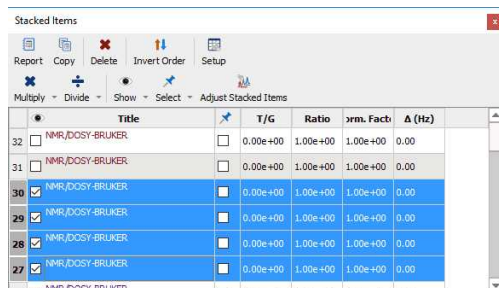 Stacked Items
Report Copy Delete Invert Order Setup
Multiply Divide Show Select Adjust Stacked Items
Title T/G Ratio orm. Facto Δ (Hz)
32 NMR/DOSY-BRUKER 0.00e+00 1.00e+00 1.00e+00 0.00
31 NMR/DOSY-BRUKER 0.00e+00 1.00e+00 1.00e+00 0.00
30 NMR/DOSY-BRUKER 0.00e+00 1.00e+00 1.00e+00 0.00
29 NMR/DOSY-BRUKER 0.00e+00 1.00e+00 1.00e+00 0.00
28 NMR/DOSY-BRUKER 0.00e+00 1.00e+00 1.00e+00 0.00
27 NMR/DOSY-BRUKER 0.00e+00 1.00e+00 1.00e+00 0.00
NMR/DOSY-BRUKER